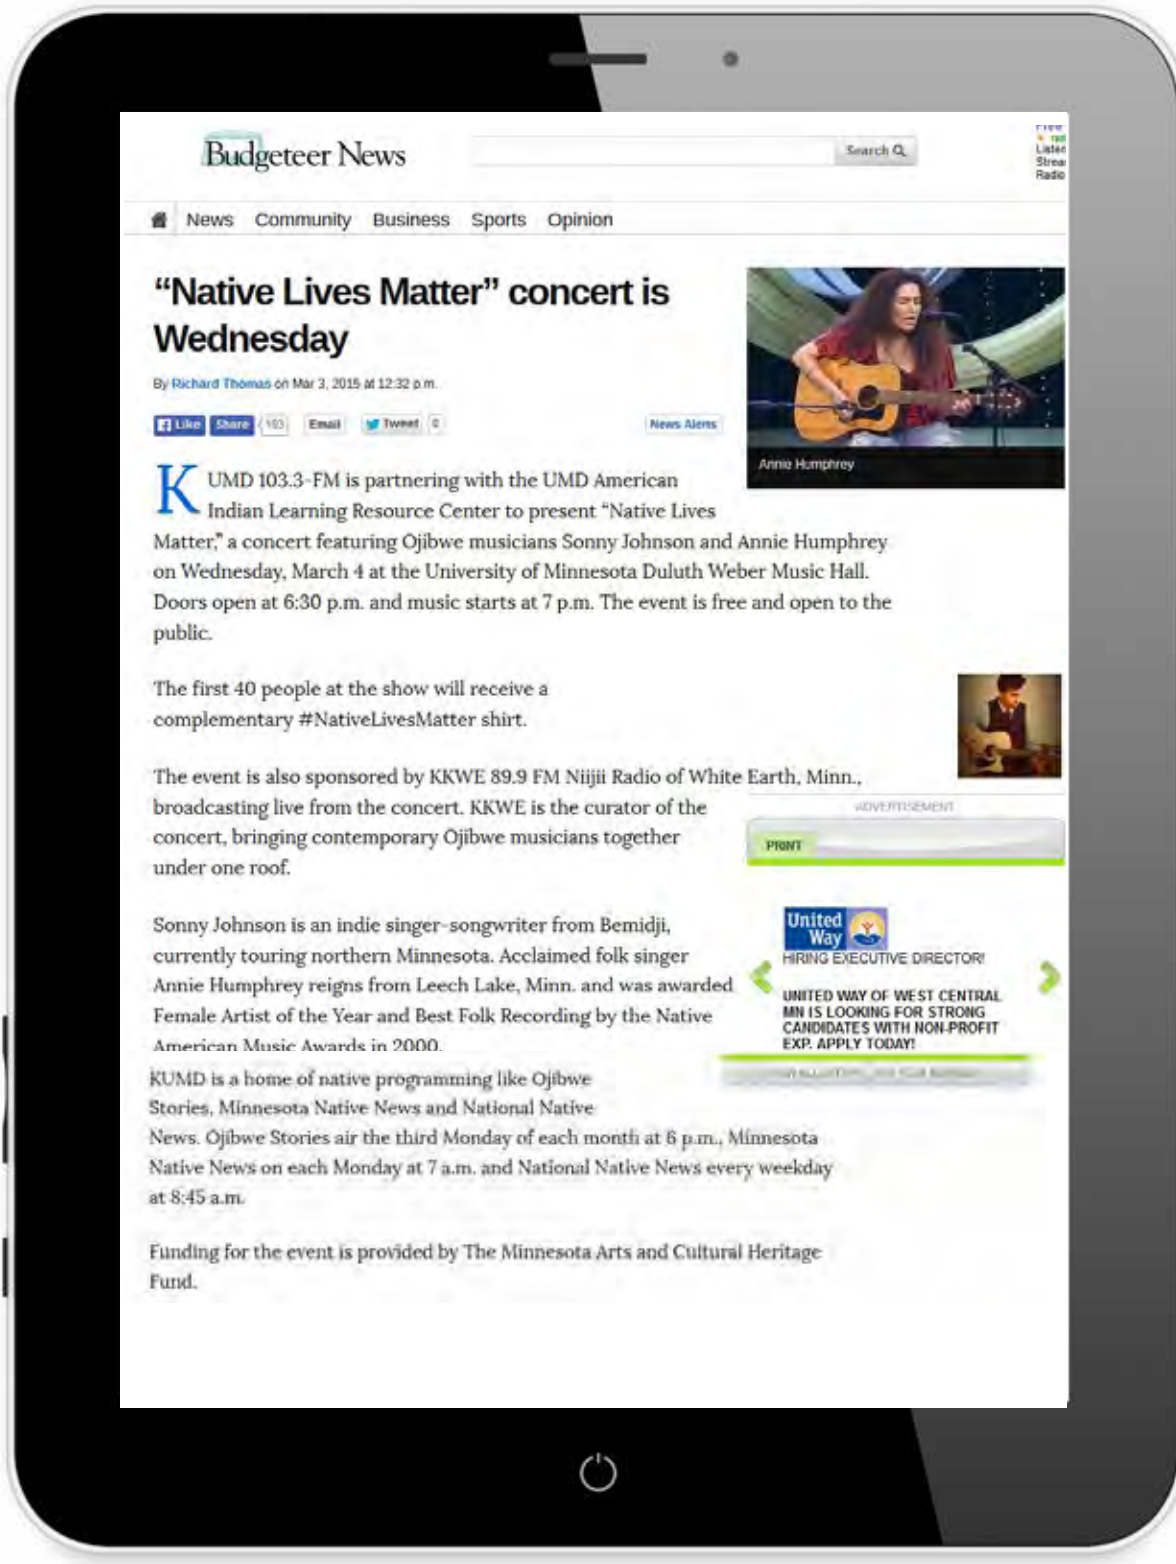 Budgeteer News
Search
Free
Listen
Radio
News Community Business Sports Opinion
“Native Lives Matter” concert is
Wednesday
By Richard Thomas on Mar 3, 2015 at 12:32 p.m.
Like Share 193 Email Tweet 0 News Alerts
Annie Humphrey
KUMD 103.3-FM is partnering with the UMD American
Indian Learning Resource Center to present “Native Lives
Matter,” a concert featuring Ojibwe musicians Sonny Johnson and Annie Humphrey
on Wednesday, March 4 at the University of Minnesota Duluth Weber Music Hall.
Doors open at 6:30 p.m. and music starts at 7 p.m. The event is free and open to the
public.
The first 40 people at the show will receive a
complementary #NativeLivesMatter shirt.
The event is also sponsored by KKWE 89.9 FM Niijii Radio of White Earth, Minn.,
broadcasting live from the concert. KKWE is the curator of the
concert, bringing contemporary Ojibwe musicians together
under one roof.
Sonny Johnson is an indie singer-songwriter from Bemidji,
currently touring northern Minnesota. Acclaimed folk singer
Annie Humphrey reigns from Leech Lake, Minn. and was awarded
Female Artist of the Year and Best Folk Recording by the Native
American Music Awards in 2000.
KUMD is a home of native programming like Ojibwe
Stories, Minnesota Native News and National Native
News. Ojibwe Stories air the third Monday of each month at 6 p.m., Minnesota
Native News on each Monday at 7 a.m. and National Native News every weekday
at 8:45 a.m.
Funding for the event is provided by The Minnesota Arts and Cultural Heritage
Fund.
ADVERTISEMENT
PRINT
United
Way
HIRING EXECUTIVE DIRECTOR!
UNITED WAY OF WEST CENTRAL
MN IS LOOKING FOR STRONG
CANDIDATES WITH NON-PROFIT
EXP. APPLY TODAY!